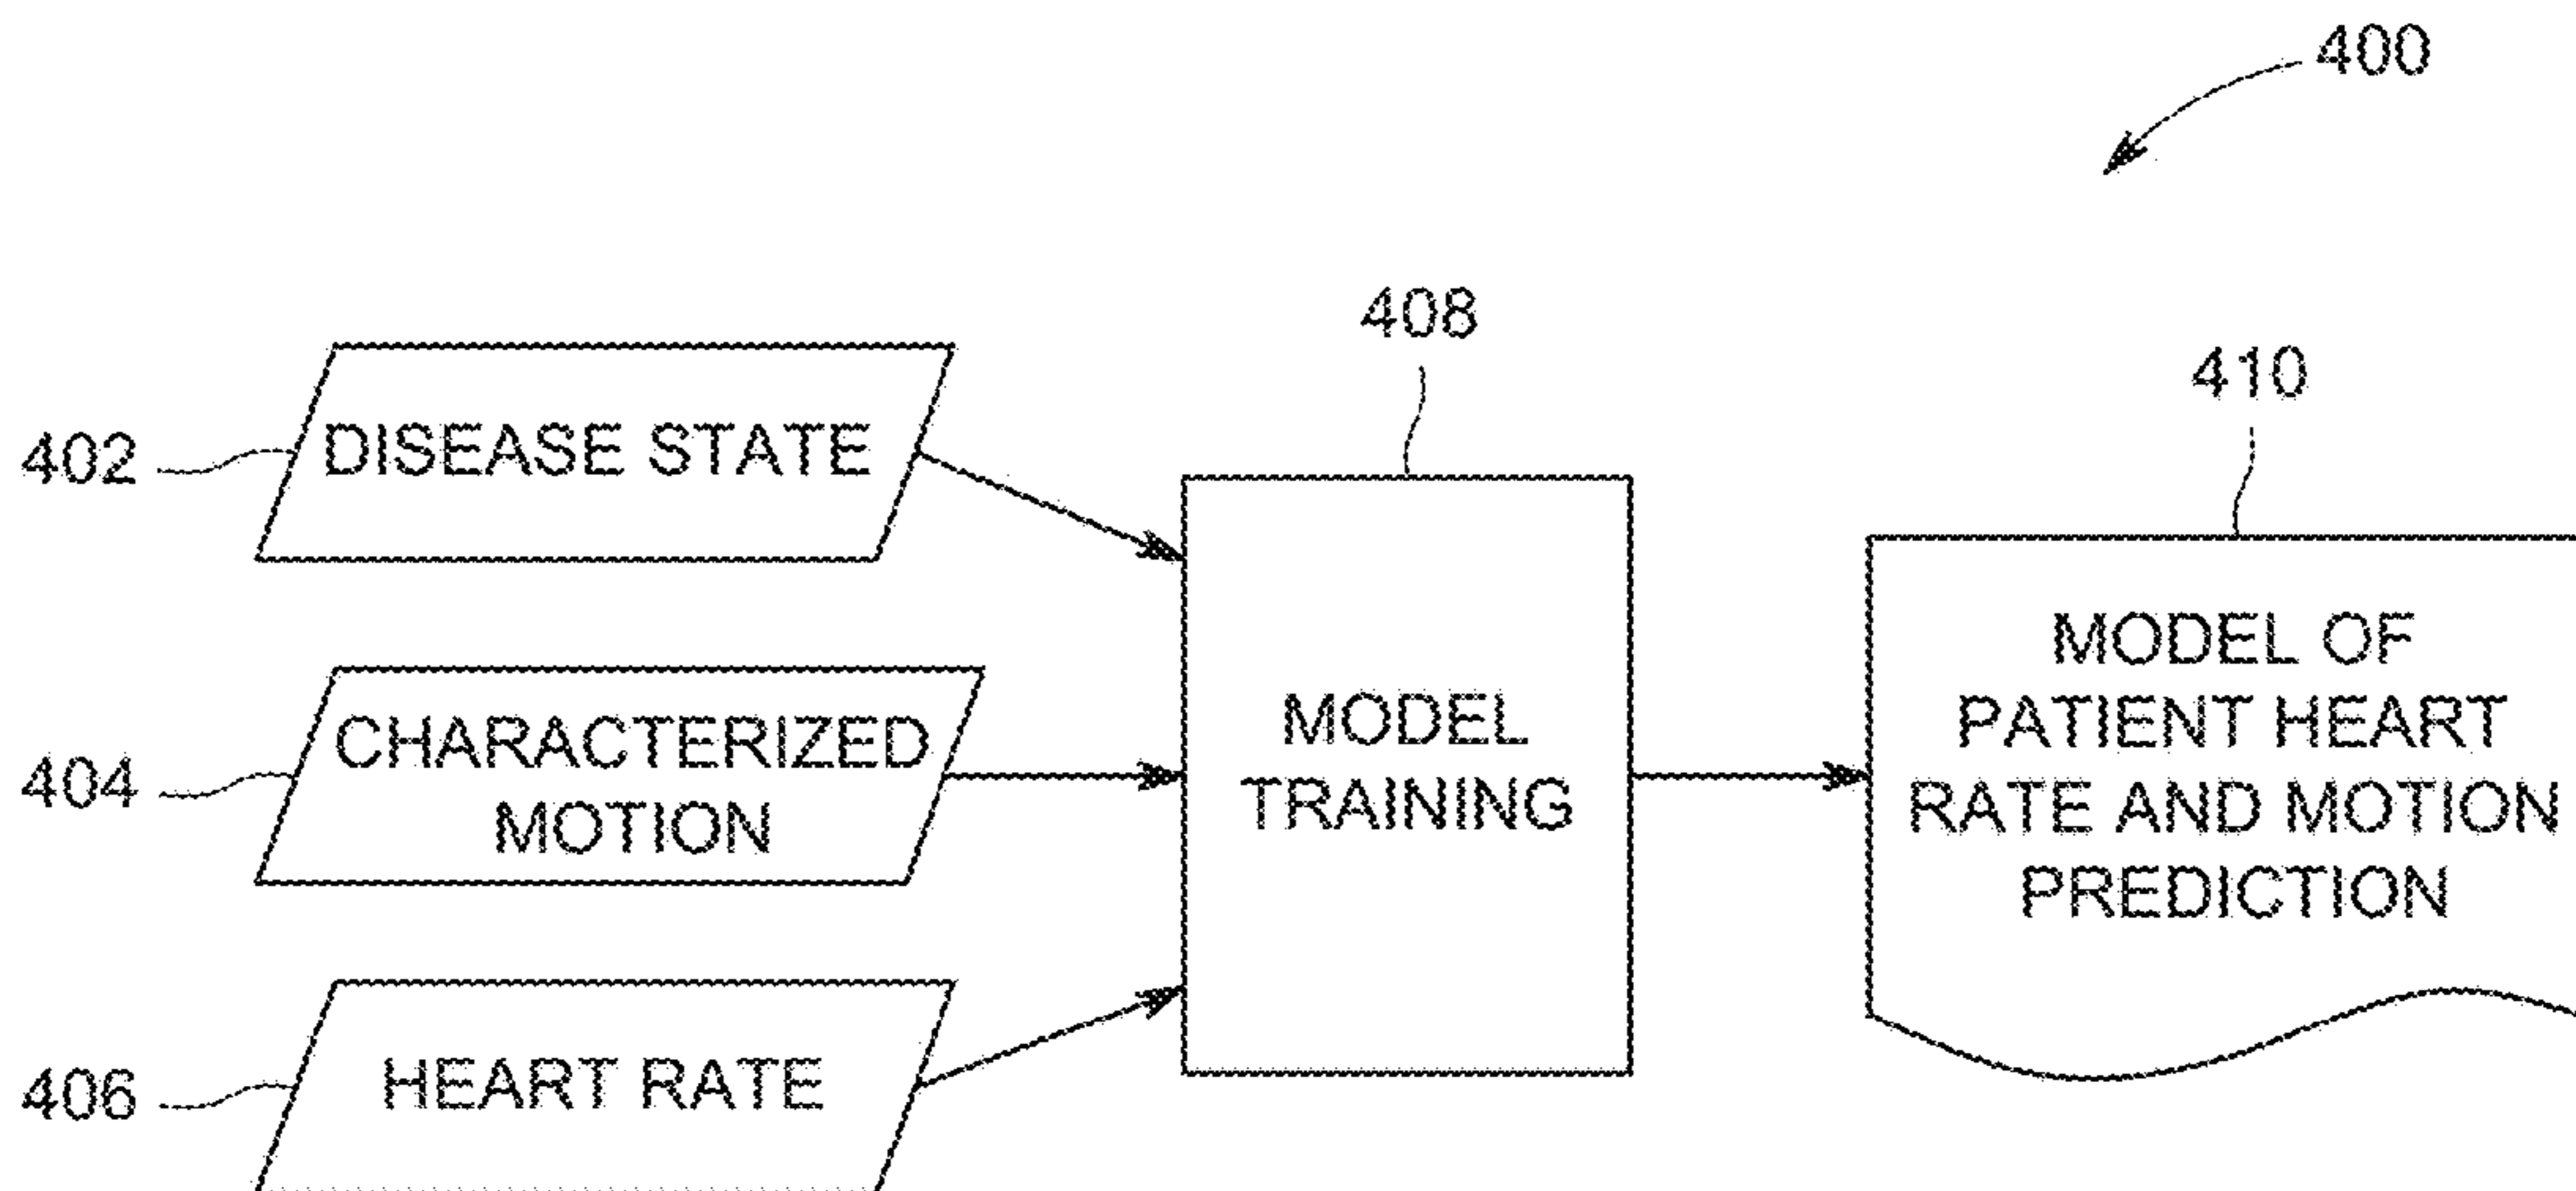 400
408
410
402
DISEASE STATE
404
CHARACTERIZED
MOTION
406
HEART RATE
MODEL
TRAINING
MODEL OF
PATIENT HEART
RATE AND MOTION
PREDICTION